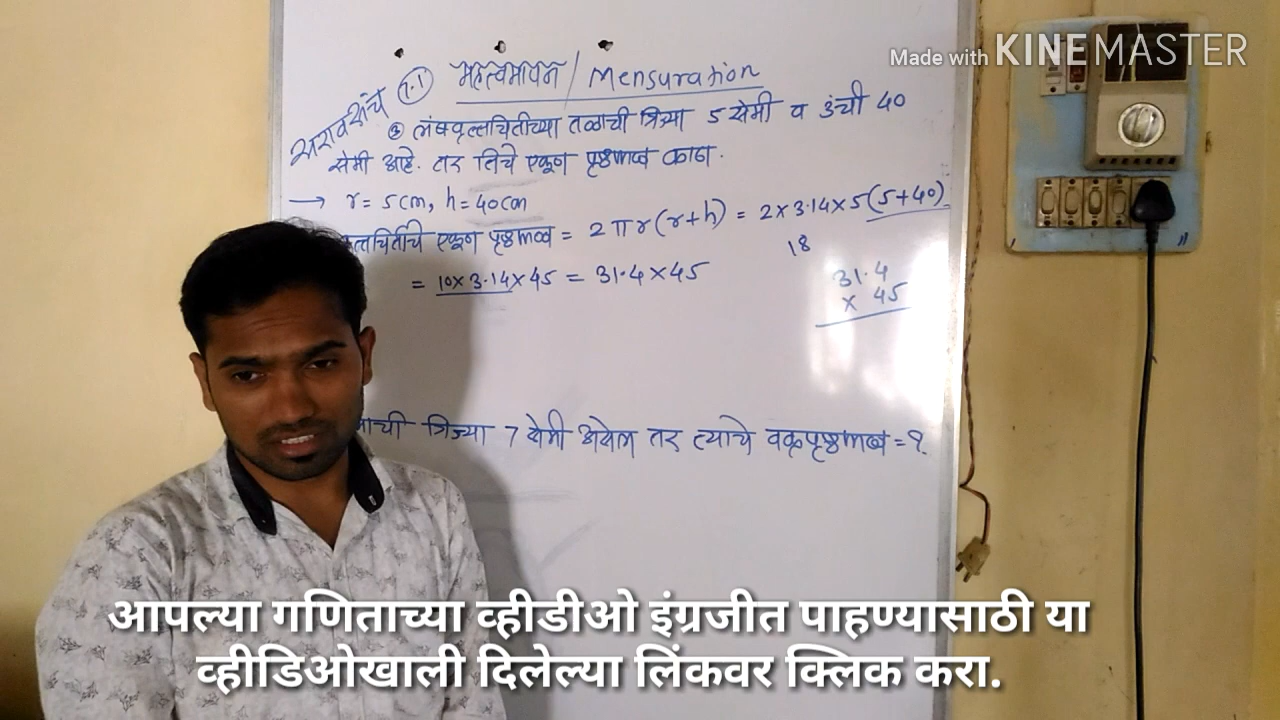 Made with KINEMASTER
सरावसंच 7.1 महत्वमापन / Mensuration
③ लंबवृत्तचितीच्या तळाची त्रिज्या 5 सेमी व उंची 40
सेमी आहे. तर तिचे एकूण पृष्ठफळ काढा.
→ r = 5cm, h = 40cm
एकूण पृष्ठफळ = 2πr(r+h) = 2×3.14×5(5+40)
18
= 10×3.14×45 = 31.4×45
31.4
× 45
त्रिज्या 7 सेमी असेल तर त्याचे वक्रपृष्ठफळ = ?
आपल्या गणिताच्या व्हीडीओ इंग्रजीत पाहण्यासाठी या
व्हीडिओखाली दिलेल्या लिंकवर क्लिक करा.